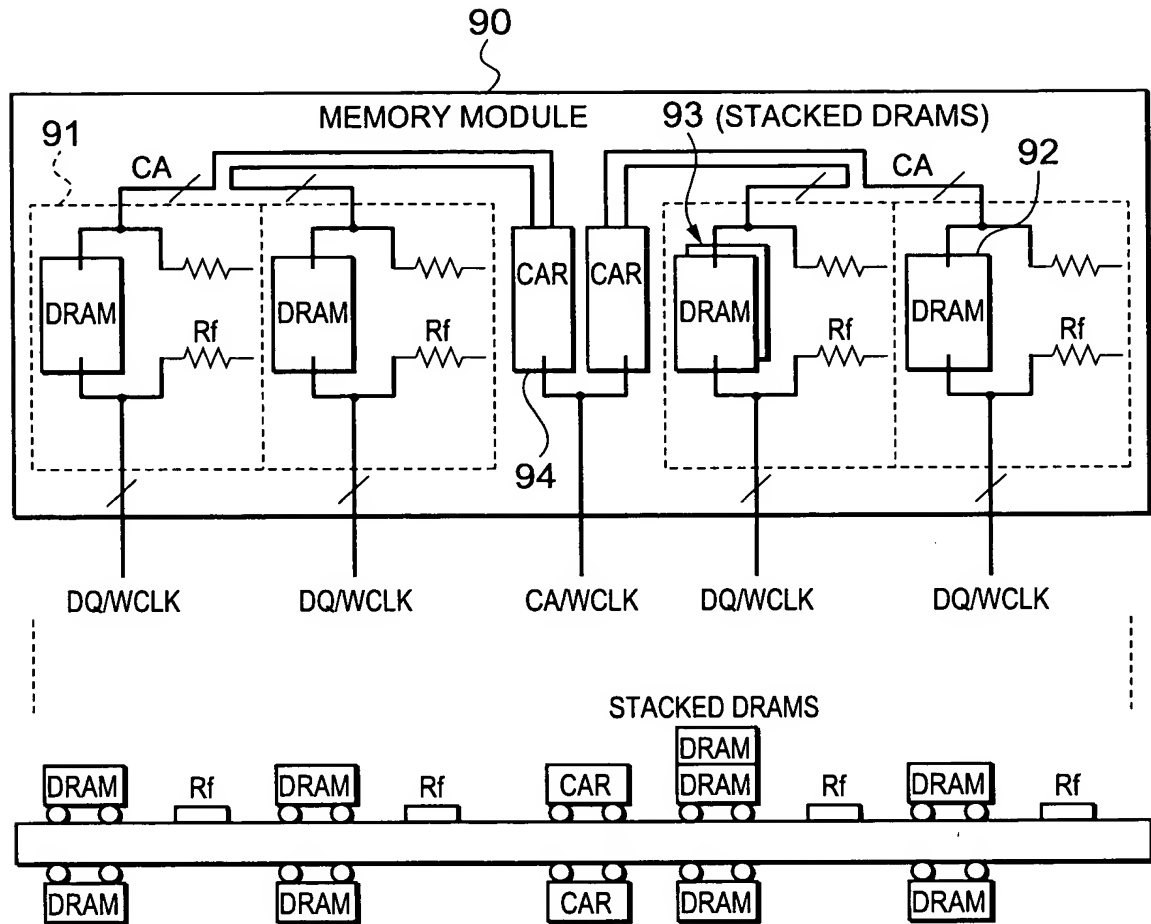 90
MEMORY MODULE
93 (STACKED DRAMS)
91
CA
CA
92
DRAM
DRAM
CAR
CAR
DRAM
DRAM
Rf
Rf
Rf
Rf
94
DQ/WCLK
DQ/WCLK
CA/WCLK
DQ/WCLK
DQ/WCLK
STACKED DRAMS
DRAM
DRAM
Rf
DRAM
Rf
CAR
DRAM
Rf
DRAM
Rf
DRAM
DRAM
CAR
DRAM
DRAM